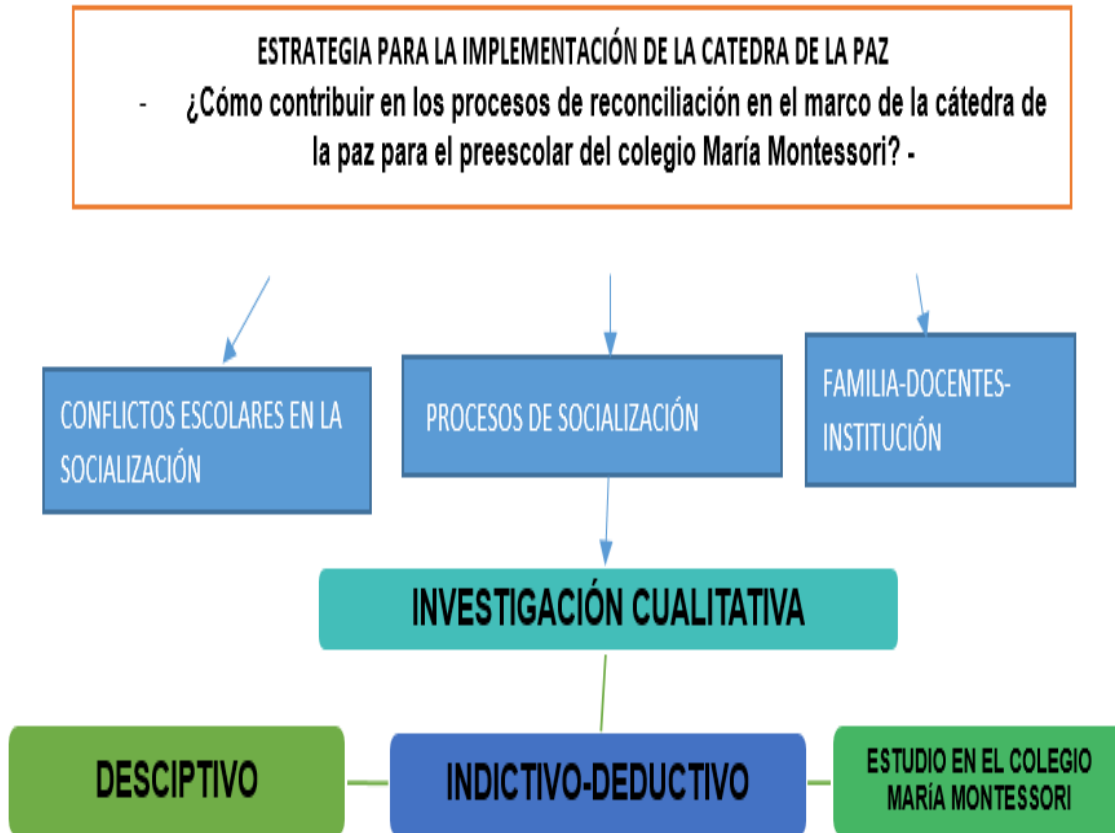 ESTRATEGIA PARA LA IMPLEMENTACIÓN DE LA CATEDRA DE LA PAZ
- ¿Cómo contribuir en los procesos de reconciliación en el marco de la cátedra de
la paz para el preescolar del colegio María Montessori? -
CONFLICTOS ESCOLARES EN LA
SOCIALIZACIÓN
PROCESOS DE SOCIALIZACIÓN
FAMILIA-DOCENTES-
INSTITUCIÓN
INVESTIGACIÓN CUALITATIVA
DESCIPTIVO
INDICTIVO-DEDUCTIVO
ESTUDIO EN EL COLEGIO
MARíA MONTESSORI